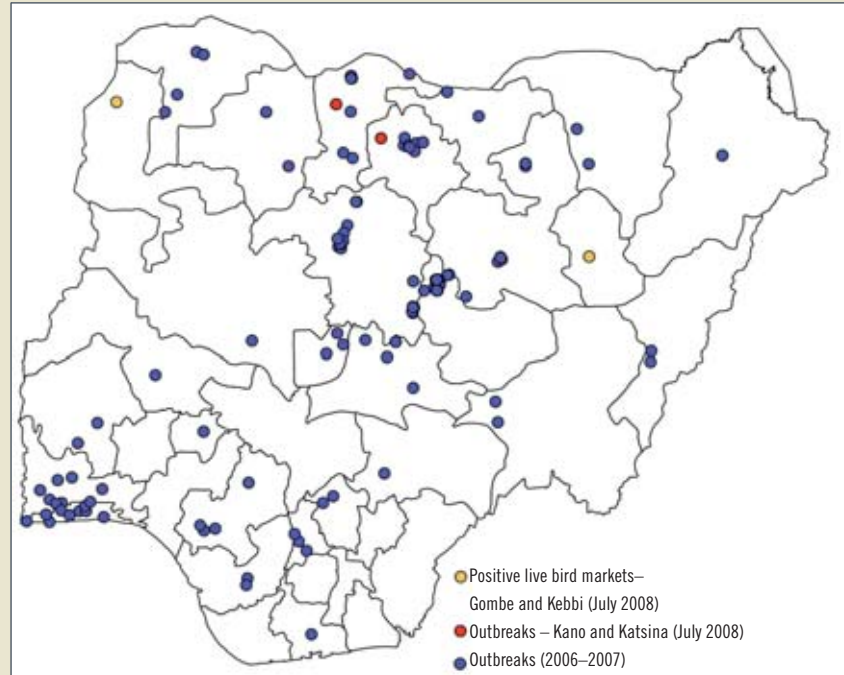 Positive live bird markets–
Gombe and Kebbi (July 2008)
Outbreaks – Kano and Katsina (July 2008)
Outbreaks (2006–2007)